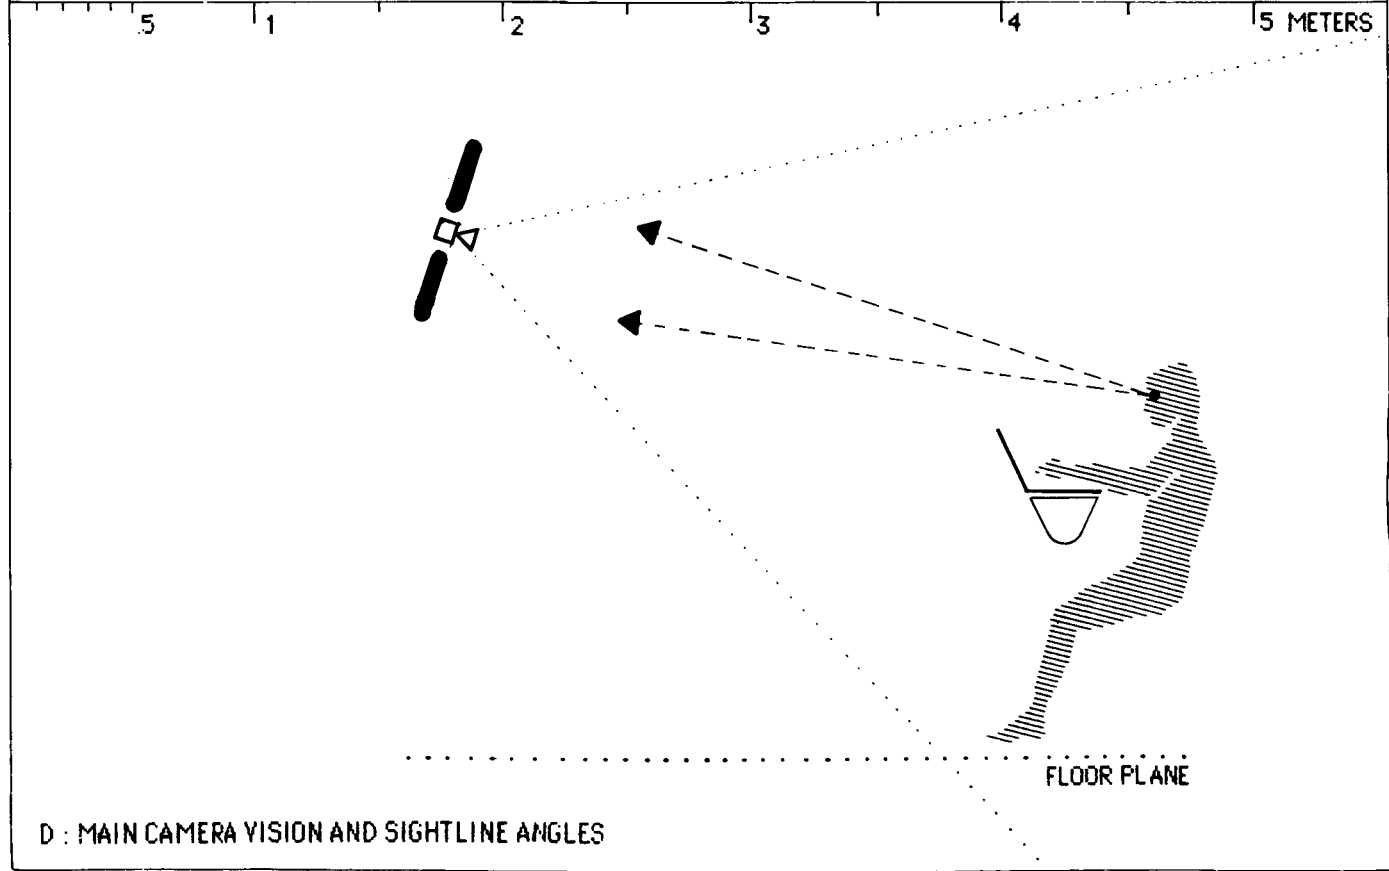 .5 1 2 3 4 5 METERS
FLOOR PLANE
D : MAIN CAMERA VISION AND SIGHTLINE ANGLES